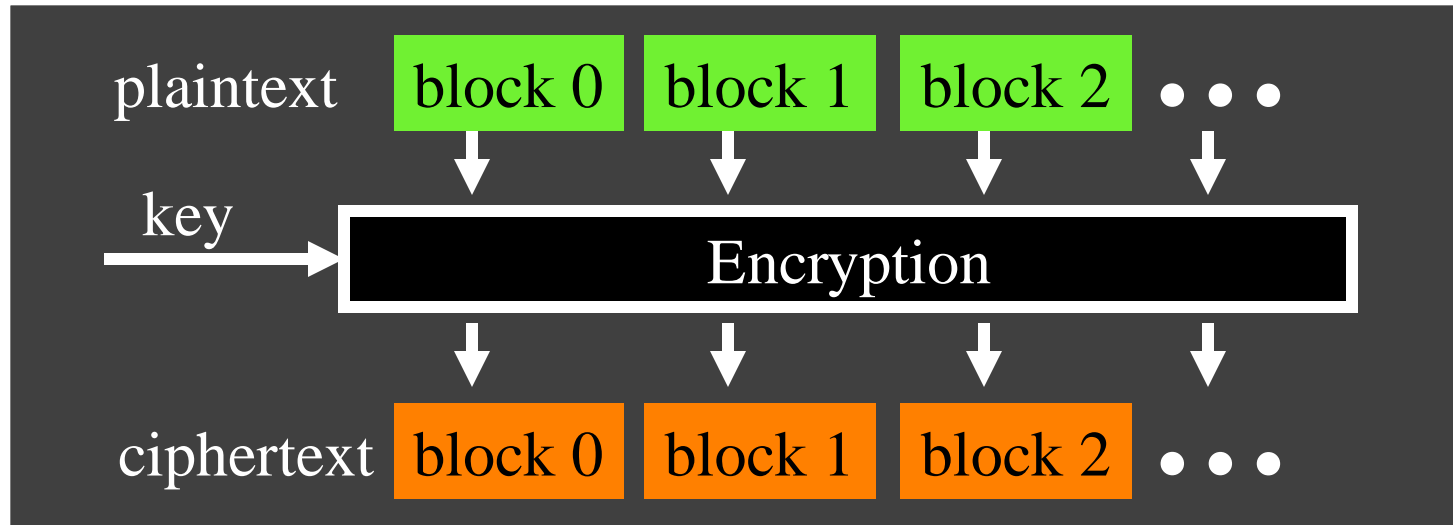 plaintext block 0 block 1 block 2 •••
key
Encryption
ciphertext block 0 block 1 block 2 •••